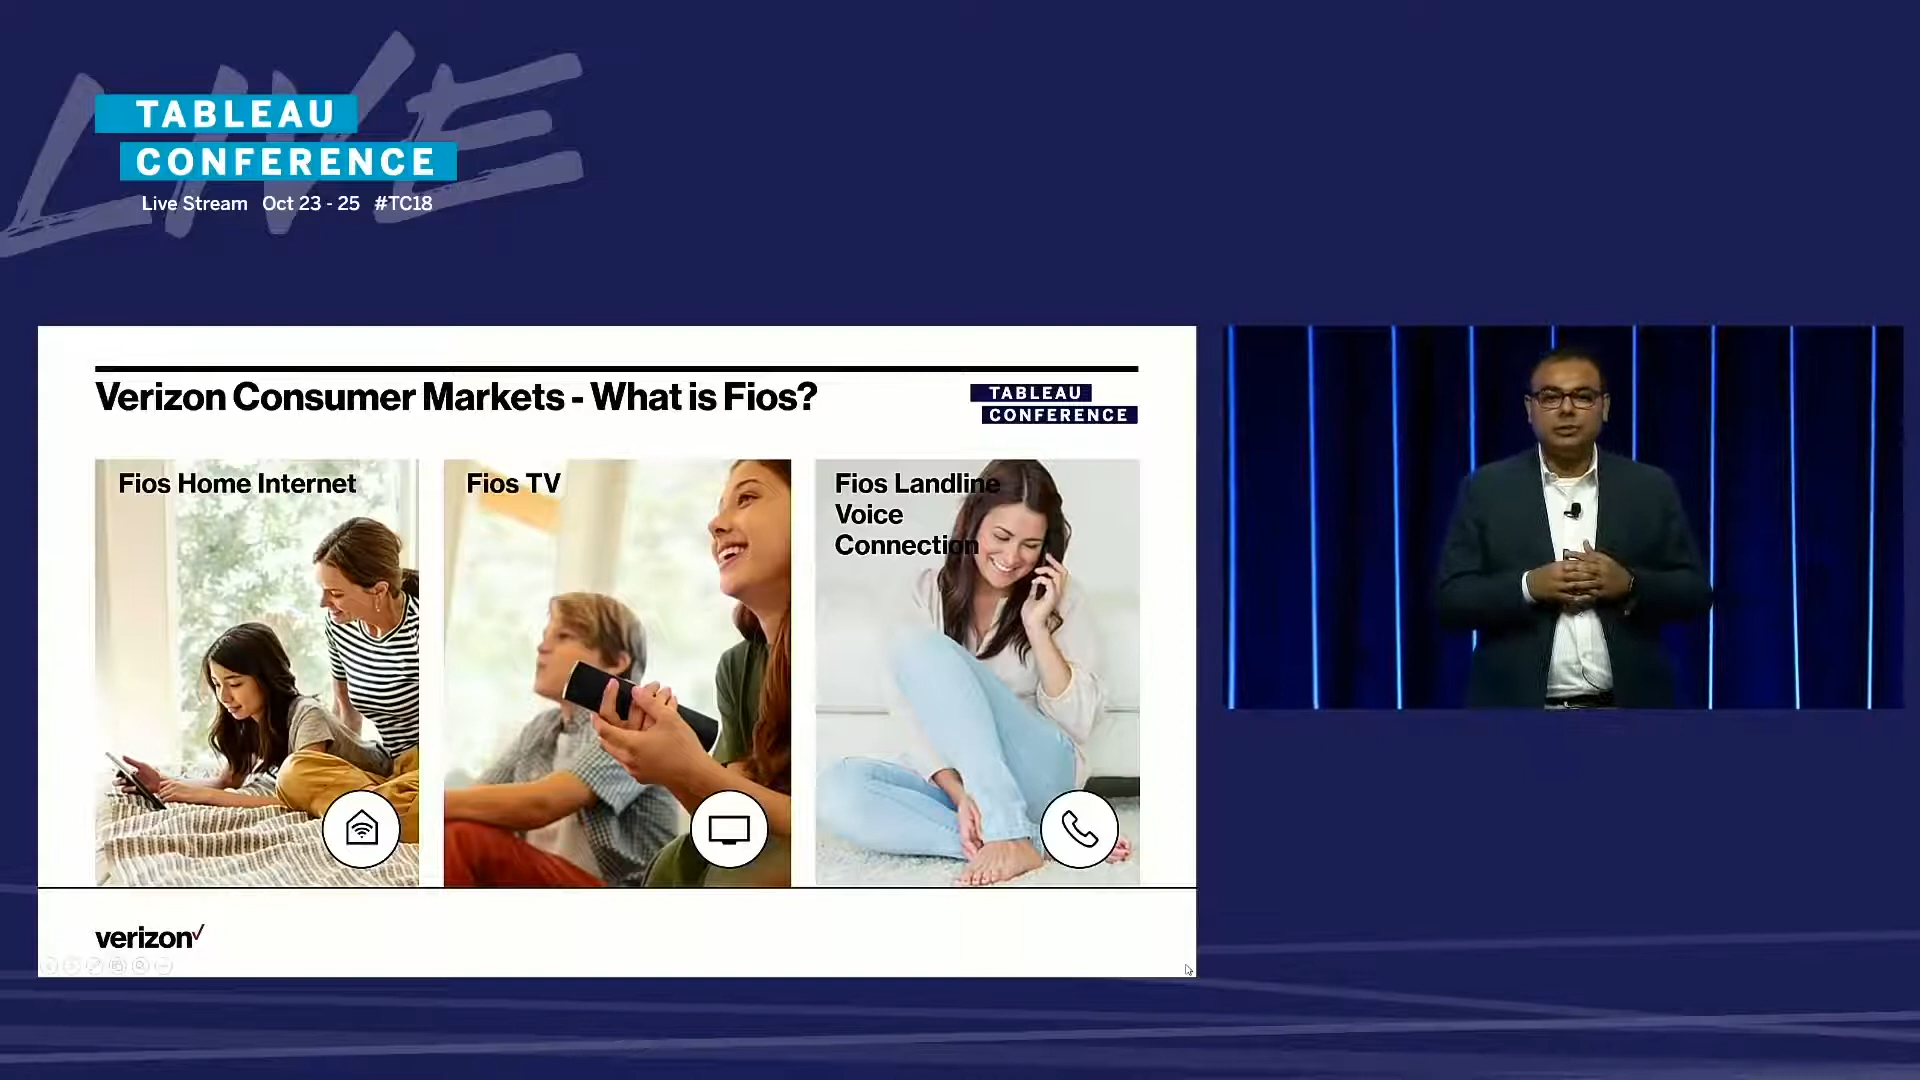 LIVE
TABLEAU
CONFERENCE
Live Stream Oct 23 - 25 #TC18
Verizon Consumer Markets - What is Fios?
TABLEAU
CONFERENCE
Fios Home Internet
Fios TV
Fios Landline
Voice
Connection
verizon✓